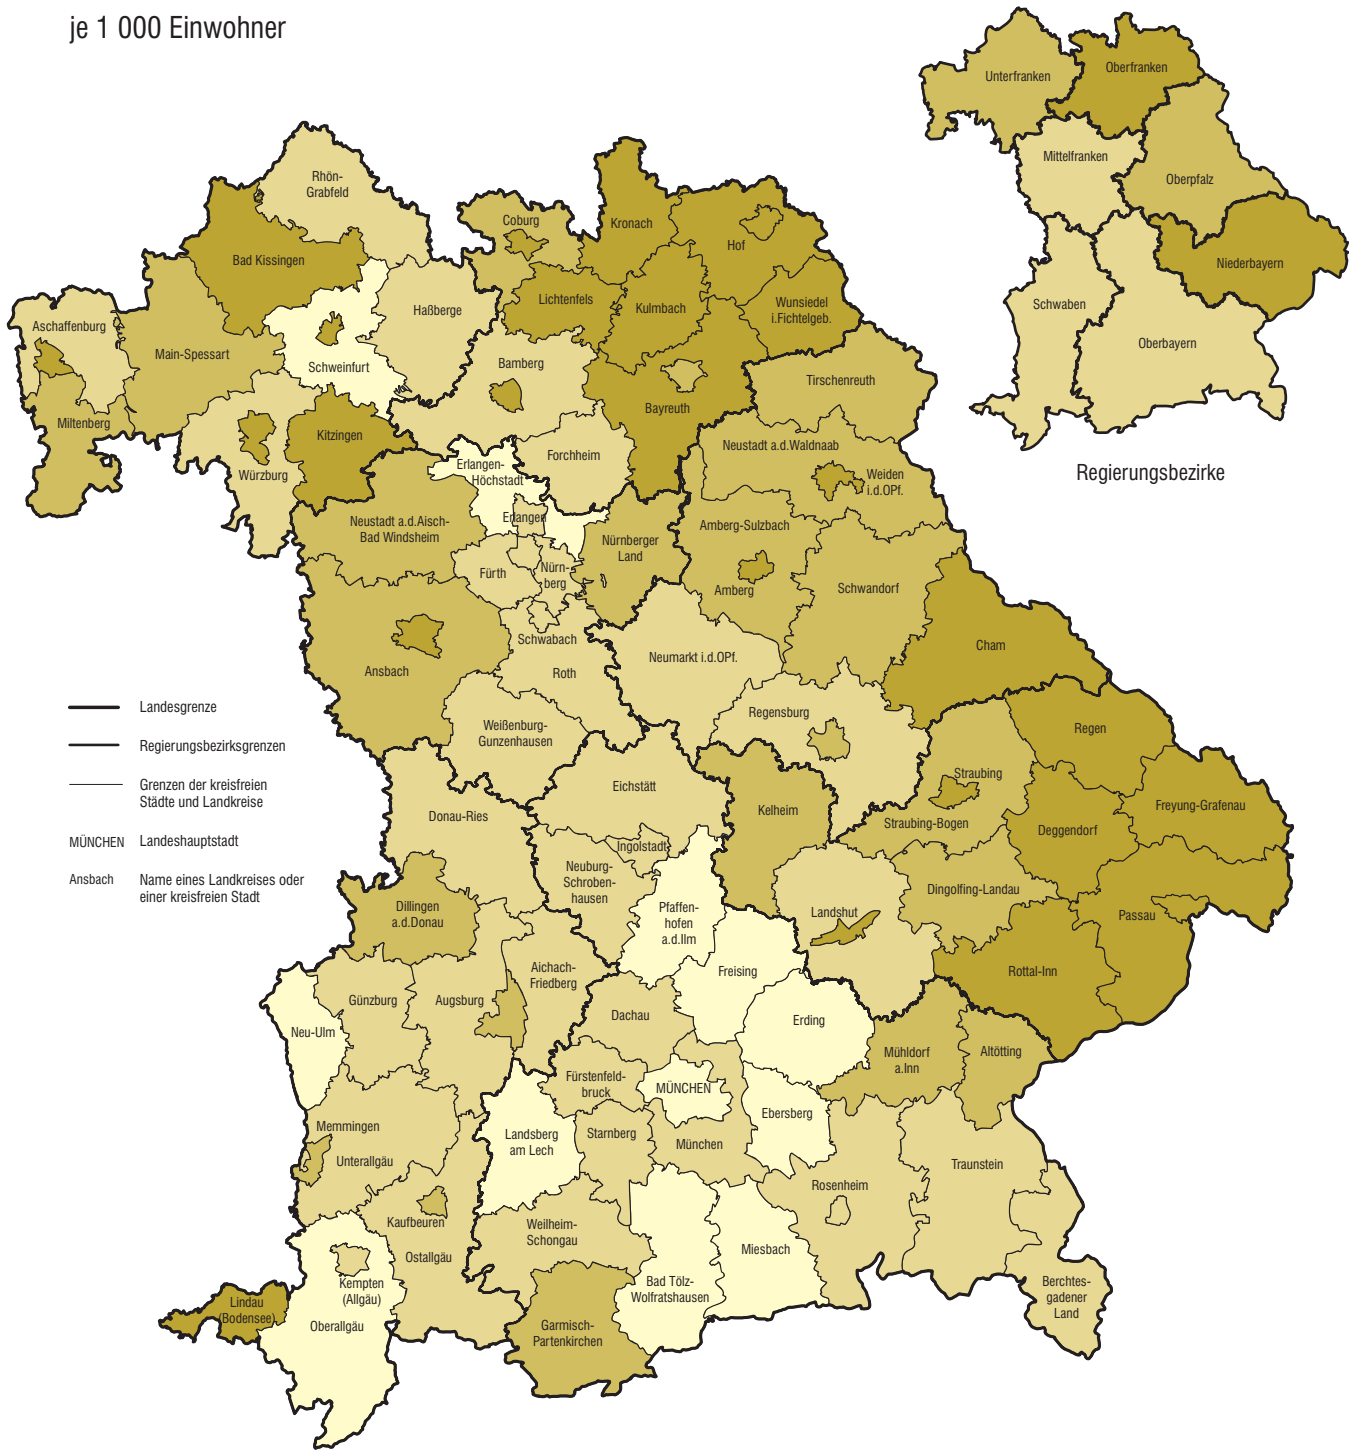 je 1 000 Einwohner
Unterfranken
Oberfranken
Mittelfranken
Oberpfalz
Niederbayern
Schwaben
Oberbayern
Regierungsbezirke
Rhön-
Grabfeld
Bad Kissingen
Coburg
Kronach
Hof
Lichtenfels
Kulmbach
Wunsiedel
i.Fichtelgeb.
Haßberge
Aschaffenburg
Main-Spessart
Schweinfurt
Bamberg
Bayreuth
Tirschenreuth
Miltenberg
Kitzingen
Würzburg
Forchheim
Erlangen-
Höchstadt
Erlangen
Neustadt a.d.Waldnaab
Weiden
i.d.OPf.
Neustadt a.d.Aisch-
Bad Windsheim
Nürnberger
Land
Amberg-Sulzbach
Amberg
Fürth
Nürn-
berg
Schwandorf
Schwabach
Roth
Neumarkt i.d.OPf.
Cham
Ansbach
Weißenburg-
Gunzenhausen
Regensburg
Regen
Landesgrenze
Regierungsbezirksgrenzen
Grenzen der kreisfreien
Städte und Landkreise
MÜNCHEN
Landeshauptstadt
Ansbach
Name eines Landkreises oder
einer kreisfreien Stadt
Eichstätt
Straubing
Freyung-Grafenau
Donau-Ries
Kelheim
Straubing-Bogen
Deggendorf
Ingolstadt
Neuburg-
Schroben-
hausen
Dingolfing-Landau
Dillingen
a.d.Donau
Pfaffen-
hofen
a.d.Ilm
Landshut
Passau
Aichach-
Friedberg
Freising
Rottal-Inn
Günzburg
Augsburg
Neu-Ulm
Dachau
Erding
Mühldorf
a.Inn
Altötting
Fürstenfeld-
bruck
MÜNCHEN
Ebersberg
Memmingen
Unterallgäu
Landsberg
am Lech
Starnberg
München
Traunstein
Rosenheim
Kaufbeuren
Ostallgäu
Weilheim-
Schongau
Miesbach
Kempten
(Allgäu)
Bad Tölz-
Wolfratshausen
Berchtes-
gadener
Land
Lindau
(Bodensee)
Oberallgäu
Garmisch-
Partenkirchen